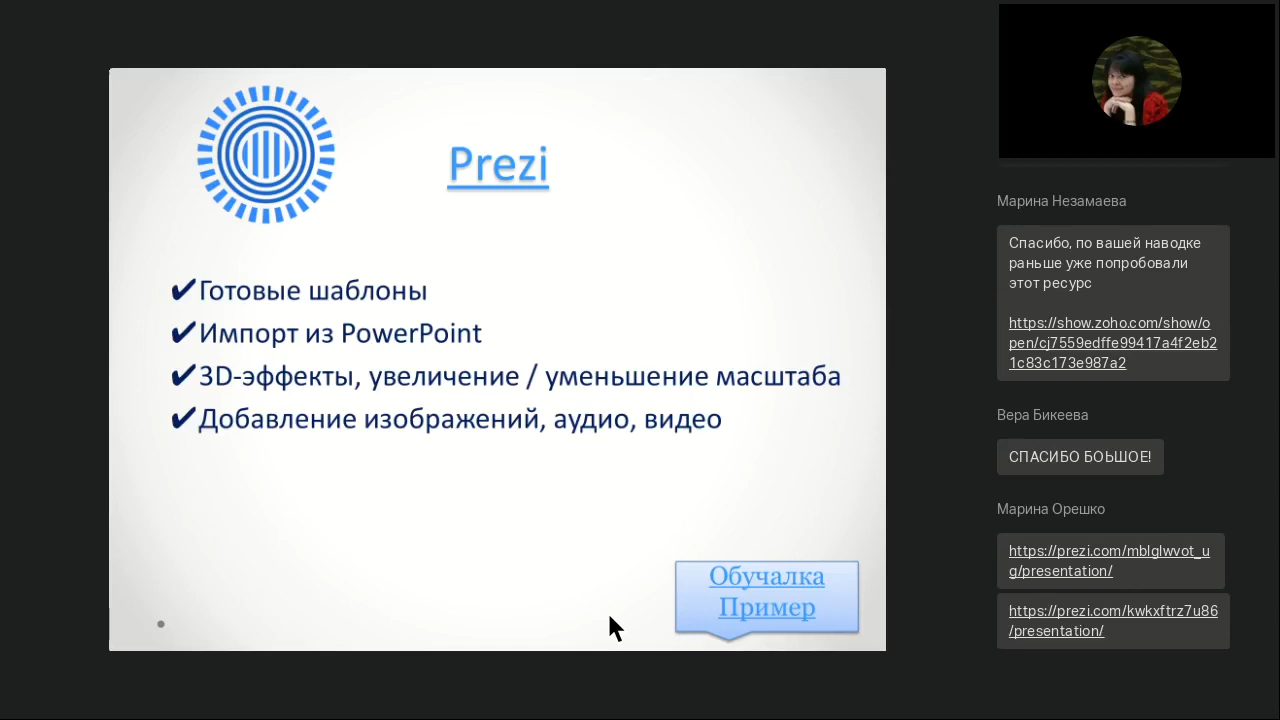 Prezi
✔Готовые шаблоны
✔Импорт из PowerPoint
✔3D-эффекты, увеличение / уменьшение масштаба
✔Добавление изображений, аудио, видео
Обучалка
Пример
Марина Незамаева
Спасибо, по вашей наводке
раньше уже попробовали
этот ресурс
https://show.zoho.com/show/o
pen/cj7559edffe99417a4f2eb2
1c83c173e987a2
Вера Бикеева
СПАСИБО БОЬШОЕ!
Марина Орешко
https://prezi.com/mblglwvot_u
g/presentation/
https://prezi.com/kwkxftrz7u86
/presentation/